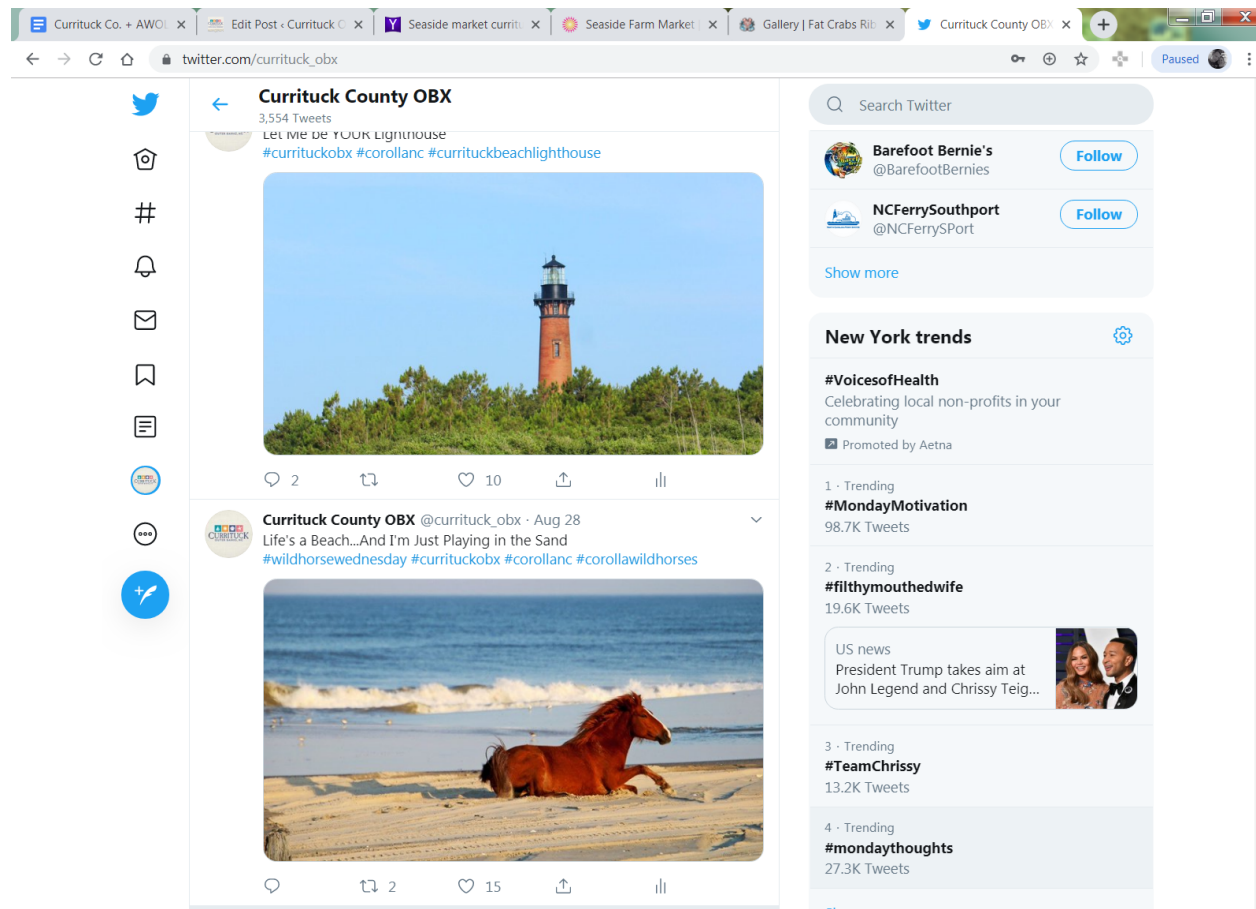 Currituck Co. + AWOL
Edit Post ‹ Currituck C
Seaside market curritu
Seaside Farm Market |
Gallery | Fat Crabs Rib
Currituck County OBX
twitter.com/currituck_obx
Paused
Currituck County OBX
3,554 Tweets
Let Me be YOUR Lighthouse
#currituckobx #corollanc #currituckbeachlighthouse
2
10
CURRITUCK
Currituck County OBX @currituck_obx · Aug 28
Life's a Beach...And I'm Just Playing in the Sand
#wildhorsewednesday #currituckobx #corollanc #corollawildhorses
2
15
Search Twitter
Barefoot Bernie's
@BarefootBernies
Follow
NCFerrySouthport
@NCFerrySPort
Follow
Show more
New York trends
#VoicesofHealth
Celebrating local non-profits in your
community
Promoted by Aetna
1 · Trending
#MondayMotivation
98.7K Tweets
2 · Trending
#filthymouthedwife
19.6K Tweets
US news
President Trump takes aim at
John Legend and Chrissy Teig...
3 · Trending
#TeamChrissy
13.2K Tweets
4 · Trending
#mondaythoughts
27.3K Tweets